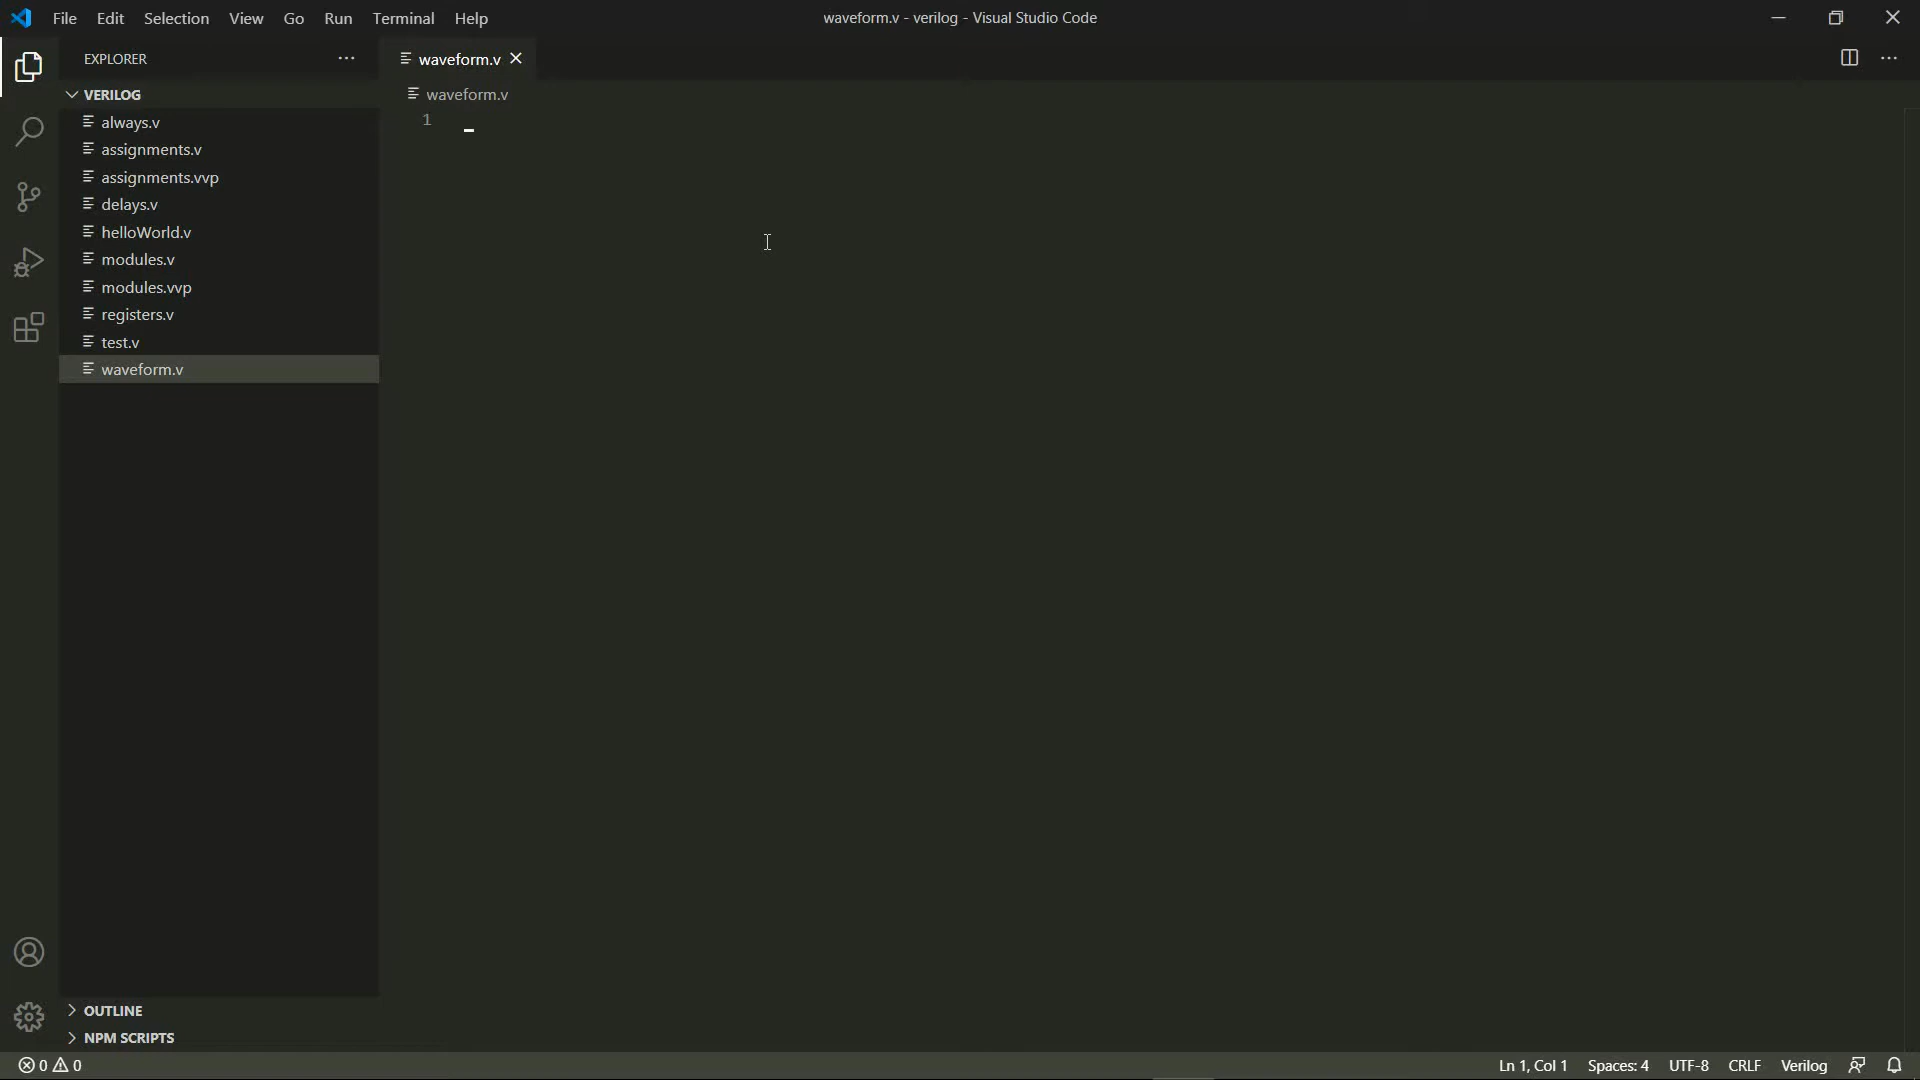 File Edit Selection View Go Run Terminal Help
waveform.v - verilog - Visual Studio Code
EXPLORER
waveform.v
VERILOG
waveform.v
always.v
1
assignments.v
assignments.vvp
delays.v
helloWorld.v
modules.v
modules.vvp
registers.v
test.v
waveform.v
OUTLINE
NPM SCRIPTS
0 0
Ln 1, Col 1 Spaces: 4 UTF-8 CRLF Verilog